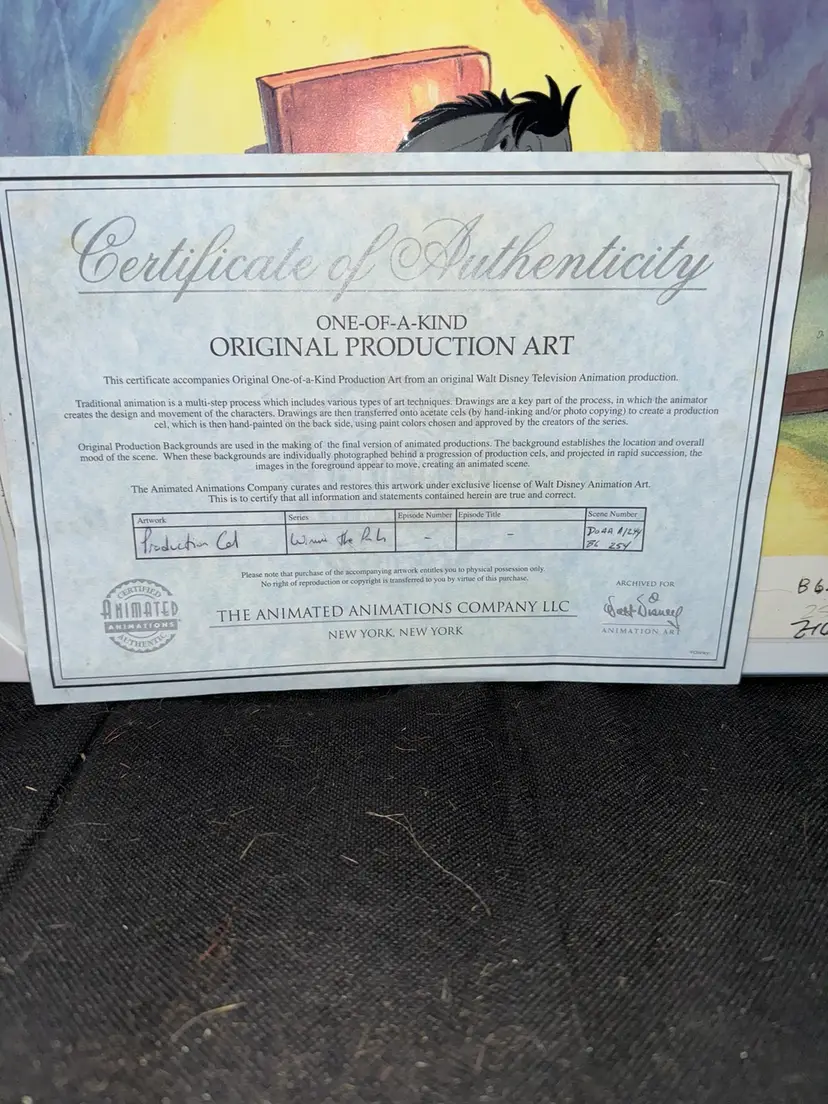 Certificate of Authenticity
ONE-OF-A-KIND
ORIGINAL PRODUCTION ART
This certificate accompanies Original One-of-a-Kind Production Art from an original Walt Disney Television Animation production.
Traditional animation is a multi-step process which includes various types of art techniques. Drawings are a key part of the process, in which the animator
creates the design and movement of the characters. Drawings are then transferred onto acetate cels (by hand-inking and/or photo copying) to create a production
cel, which is then hand-painted on the back side, using paint colors chosen and approved by the creators of the series.
Original Production Backgrounds are used in the making of the final version of animated productions. The background establishes the location and overall
mood of the scene. When these backgrounds are individually photographed behind a progression of production cels, and projected in rapid succession, the
images in the foreground appear to move, creating an animated scene.
The Animated Animations Company curates and restores this artwork under exclusive license of Walt Disney Animation Art.
This is to certify that all information and statements contained herein are true and correct.
Artwork Series Episode Number Episode Title Scene Number
Production Cel Winnie the Pooh - -
BG 254
Please note that purchase of the accompanying artwork entitles you to physical possession only.
No right of reproduction or copyright is transferred to you by virtue of this purchase.
CERTIFIED
ANIMATED
ANIMATIONS
AUTHENTIC
THE ANIMATED ANIMATIONS COMPANY LLC
NEW YORK, NEW YORK
ARCHIVED FOR
Walt Disney
ANIMATION ART